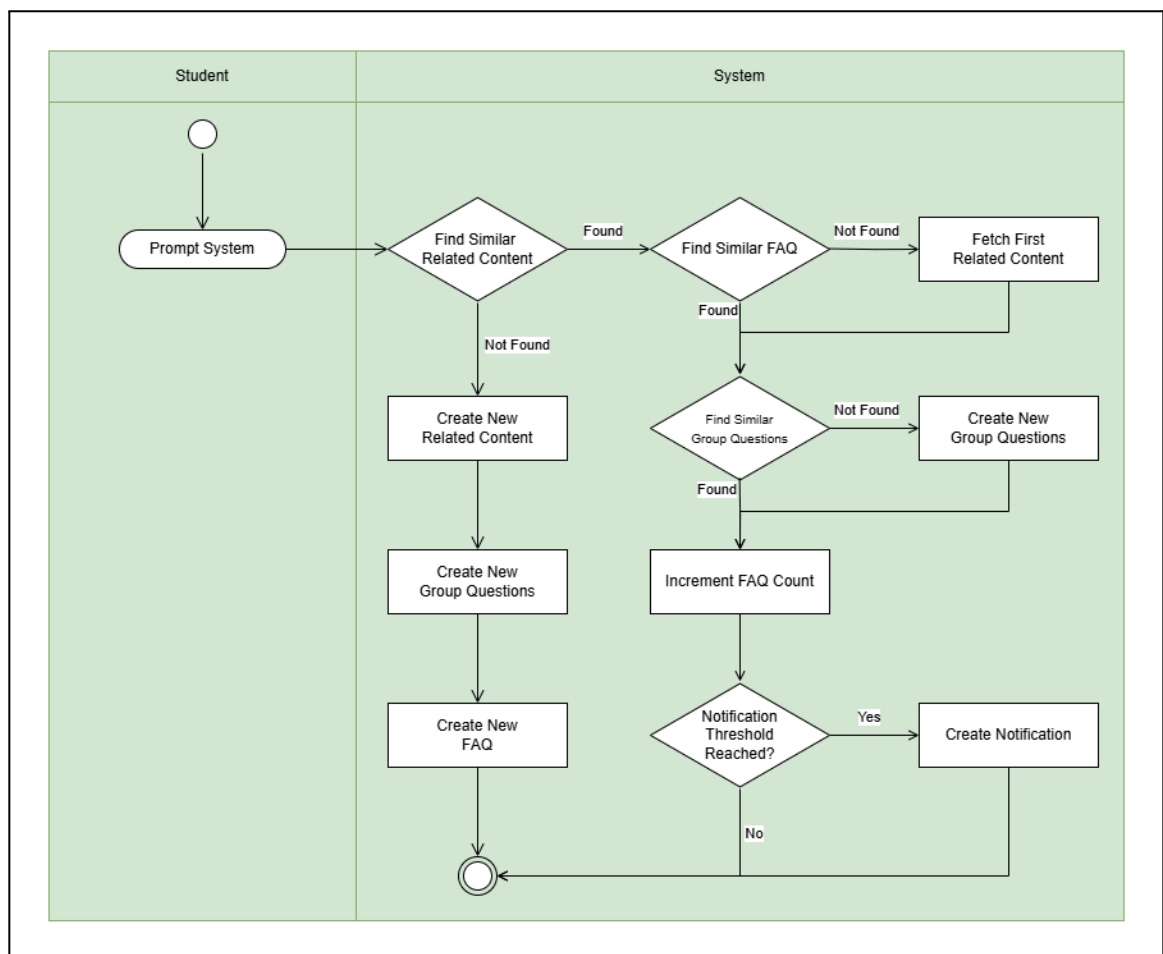 Student
System
Prompt System
Find Similar
Related Content
Found
Find Similar FAQ
Not Found
Fetch First
Related Content
Not Found
Found
Create New
Related Content
Find Similar
Group Questions
Not Found
Create New
Group Questions
Found
Create New
Group Questions
Increment FAQ Count
Create New
FAQ
Notification
Threshold
Reached?
Yes
Create Notification
No